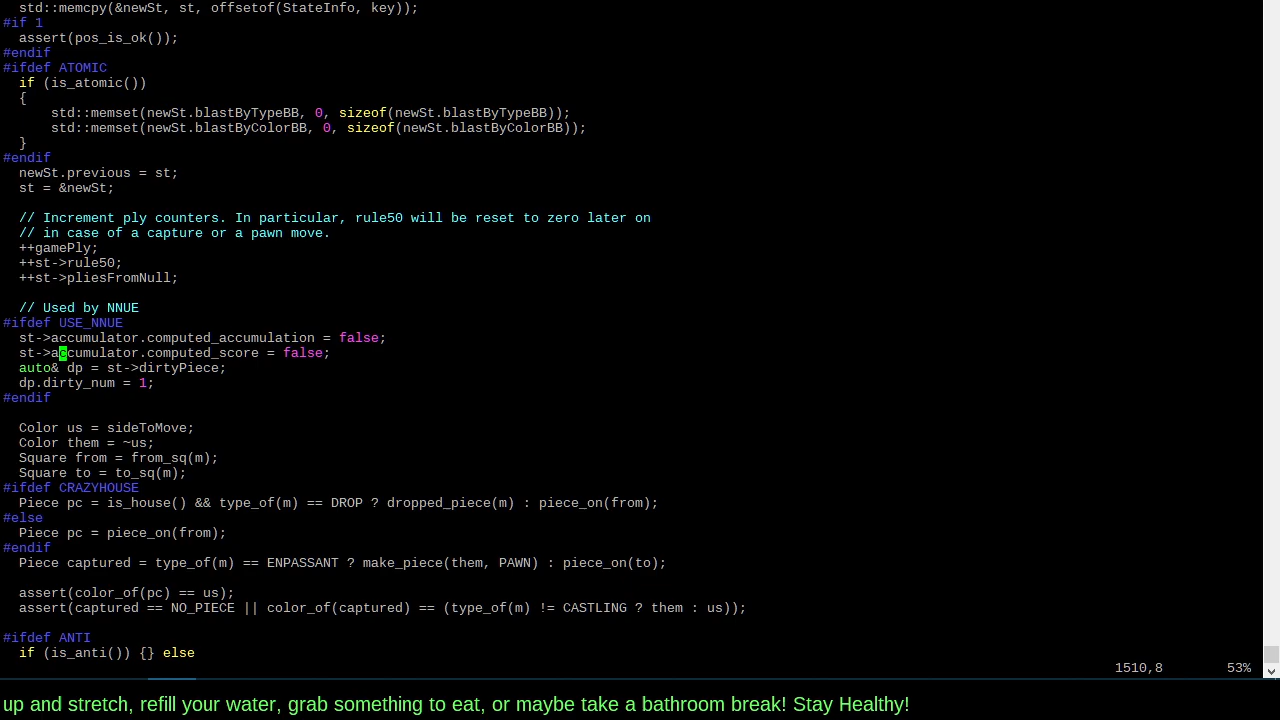 std::memcpy(&newSt, st, offsetof(StateInfo, key));
#if 1
  assert(pos_is_ok());
#endif
#ifdef ATOMIC
  if (is_atomic())
  {
      std::memset(newSt.blastByTypeBB, 0, sizeof(newSt.blastByTypeBB));
      std::memset(newSt.blastByColorBB, 0, sizeof(newSt.blastByColorBB));
  }
#endif
  newSt.previous = st;
  st = &newSt;

  // Increment ply counters. In particular, rule50 will be reset to zero later on
  // in case of a capture or a pawn move.
  ++gamePly;
  ++st->rule50;
  ++st->pliesFromNull;

  // Used by NNUE
#ifdef USE_NNUE
  st->accumulator.computed_accumulation = false;
  st->accumulator.computed_score = false;
  auto& dp = st->dirtyPiece;
  dp.dirty_num = 1;
#endif

  Color us = sideToMove;
  Color them = ~us;
  Square from = from_sq(m);
  Square to = to_sq(m);
#ifdef CRAZYHOUSE
  Piece pc = is_house() && type_of(m) == DROP ? dropped_piece(m) : piece_on(from);
#else
  Piece pc = piece_on(from);
#endif
  Piece captured = type_of(m) == ENPASSANT ? make_piece(them, PAWN) : piece_on(to);

  assert(color_of(pc) == us);
  assert(captured == NO_PIECE || color_of(captured) == (type_of(m) != CASTLING ? them : us));

#ifdef ANTI
  if (is_anti()) {} else
1510,8 53%
up and stretch, refill your water, grab something to eat, or maybe take a bathroom break! Stay Healthy!